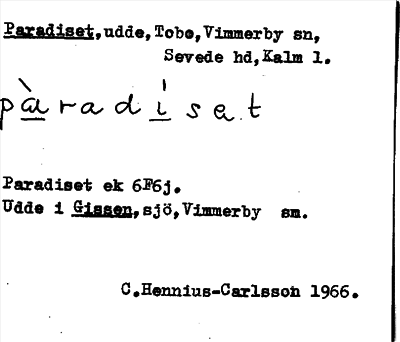 Paradiset,udde,Tobo,Vimmerby sn,
Sevede hd,Kalm l.
pàradiset
Paradiset ek 6F6j.
Udde i Gissen,sjö,Vimmerby sn.
C.Hennius-Carlsson 1966.